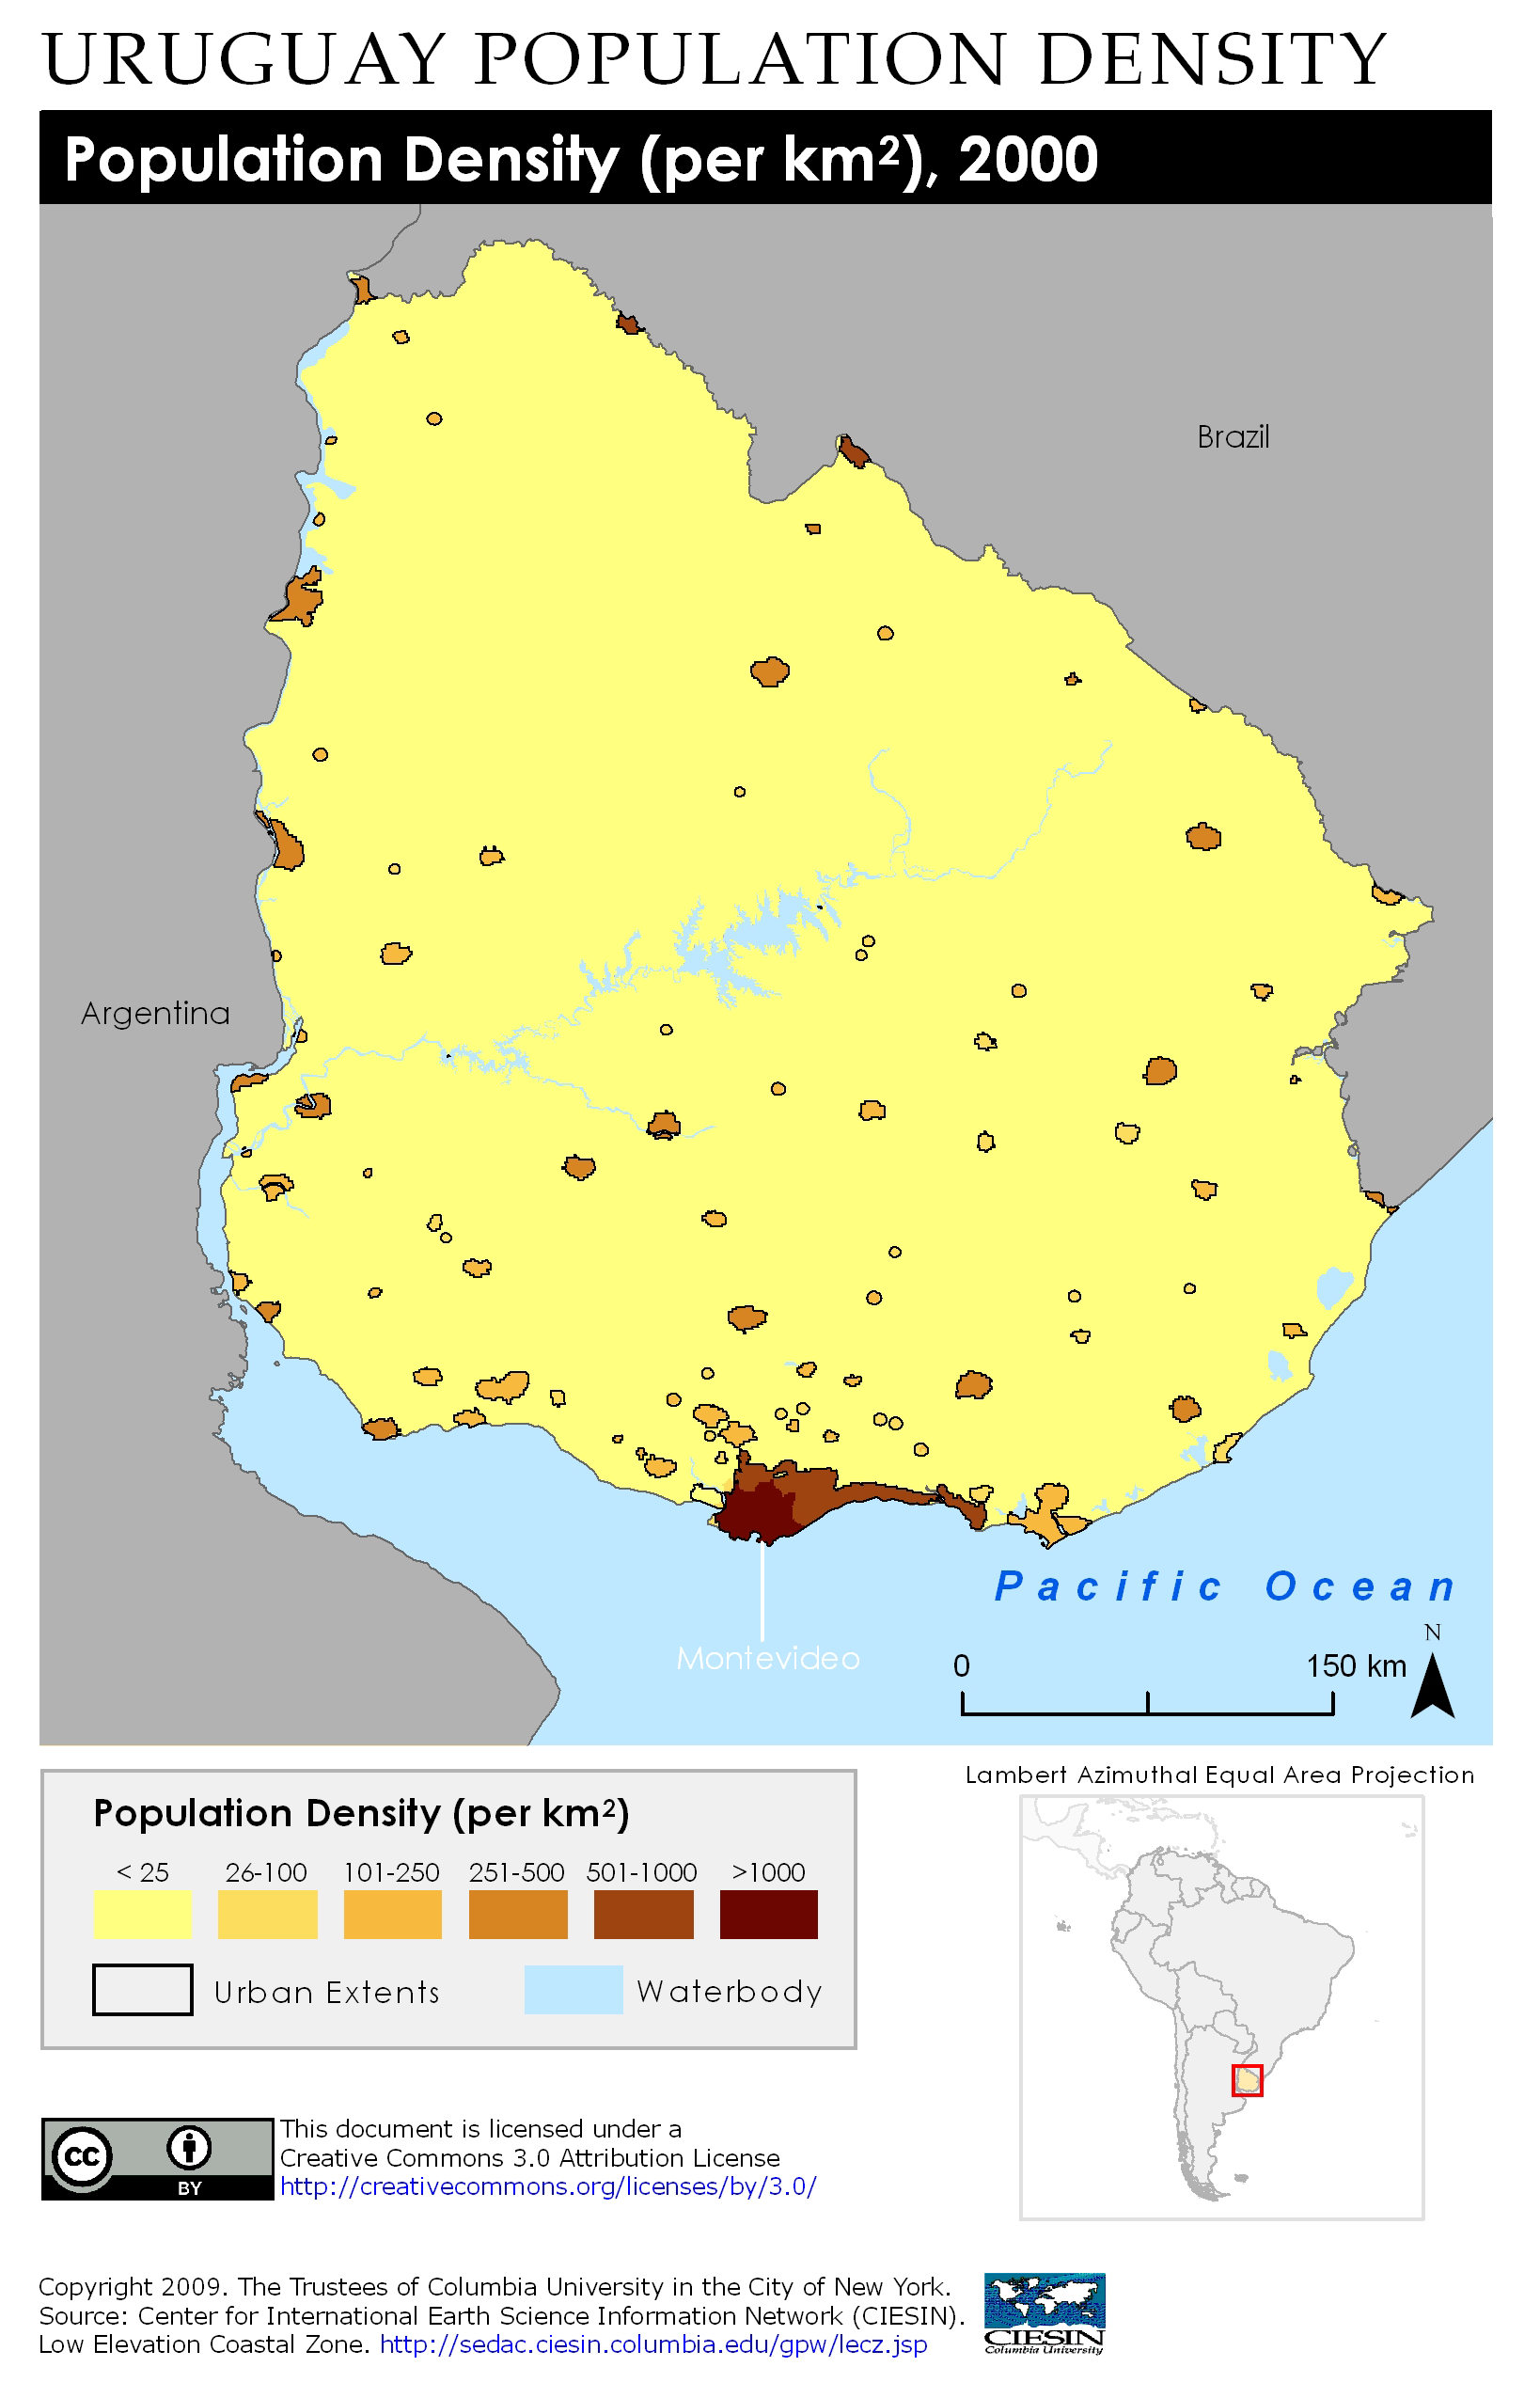 URUGUAY POPULATION DENSITY
Population Density (per km²), 2000
Brazil
Argentina
Pacific Ocean
Montevideo
N
0 150 km
Lambert Azimuthal Equal Area Projection
Population Density (per km²)
< 25 26-100 101-250 251-500 501-1000 >1000
Urban Extents Waterbody
cc BY
This document is licensed under a
Creative Commons 3.0 Attribution License
http://creativecommons.org/licenses/by/3.0/
Copyright 2009. The Trustees of Columbia University in the City of New York.
Source: Center for International Earth Science Information Network (CIESIN).
Low Elevation Coastal Zone. http://sedac.ciesin.columbia.edu/gpw/lecz.jsp
CIESIN
Columbia University